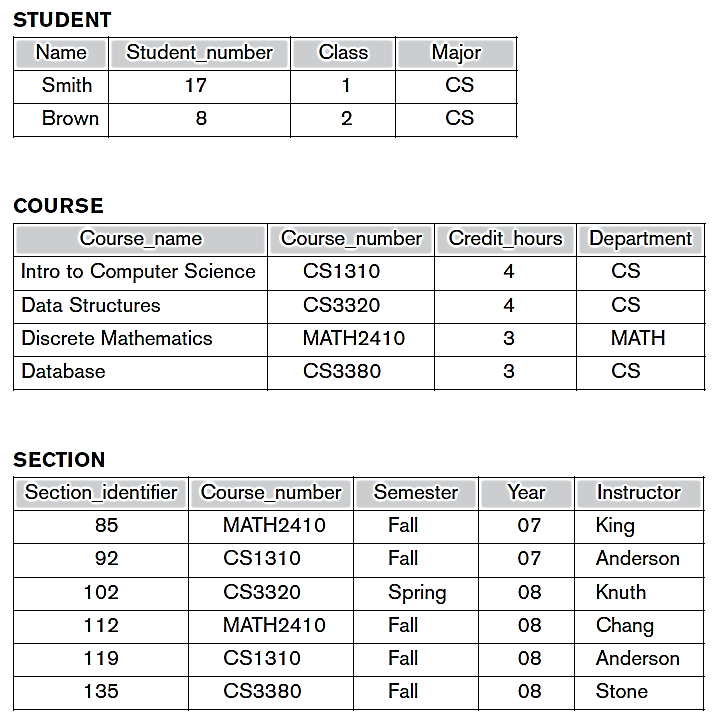 STUDENT
Name Student_number Class Major
Smith 17 1 CS
Brown 8 2 CS
COURSE
Course_name Course_number Credit_hours Department
Intro to Computer Science CS1310 4 CS
Data Structures CS3320 4 CS
Discrete Mathematics MATH2410 3 MATH
Database CS3380 3 CS
SECTION
Section_identifier Course_number Semester Year Instructor
85 MATH2410 Fall 07 King
92 CS1310 Fall 07 Anderson
102 CS3320 Spring 08 Knuth
112 MATH2410 Fall 08 Chang
119 CS1310 Fall 08 Anderson
135 CS3380 Fall 08 Stone